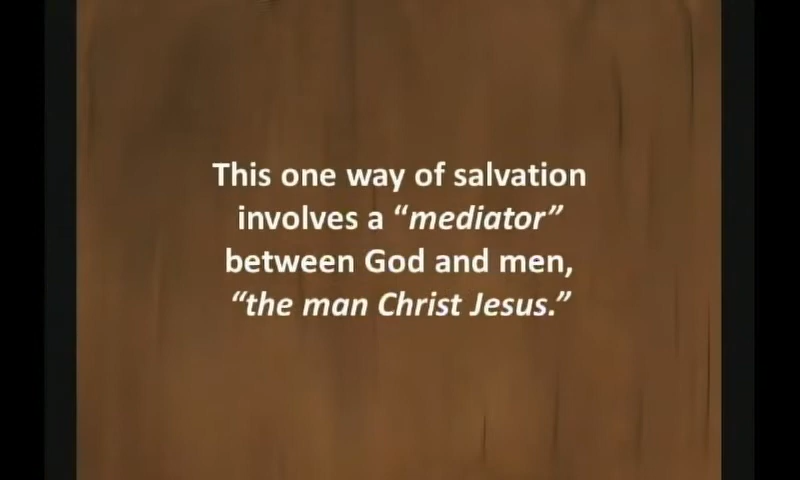 This one way of salvation
involves a “mediator”
between God and men,
“the man Christ Jesus.”